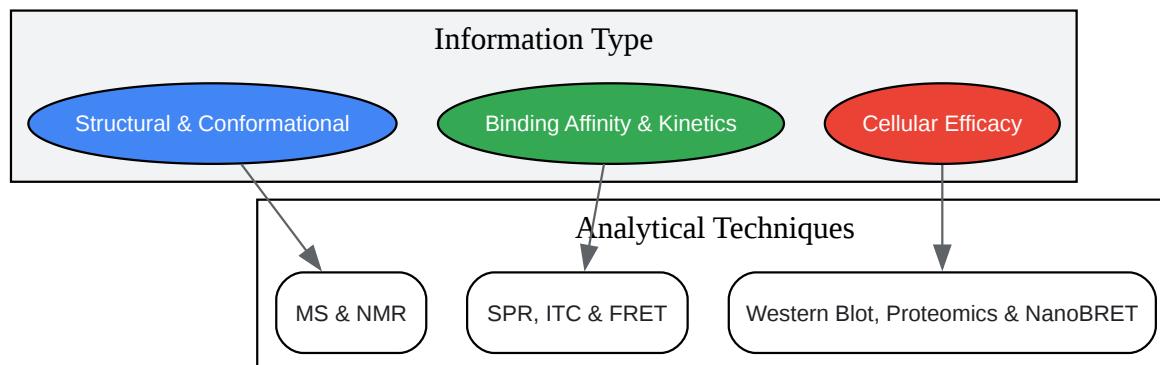 Information Type
Structural & Conformational
Binding Affinity & Kinetics
Cellular Efficacy
Analytical Techniques
MS & NMR
SPR, ITC & FRET
Western Blot, Proteomics & NanoBRET